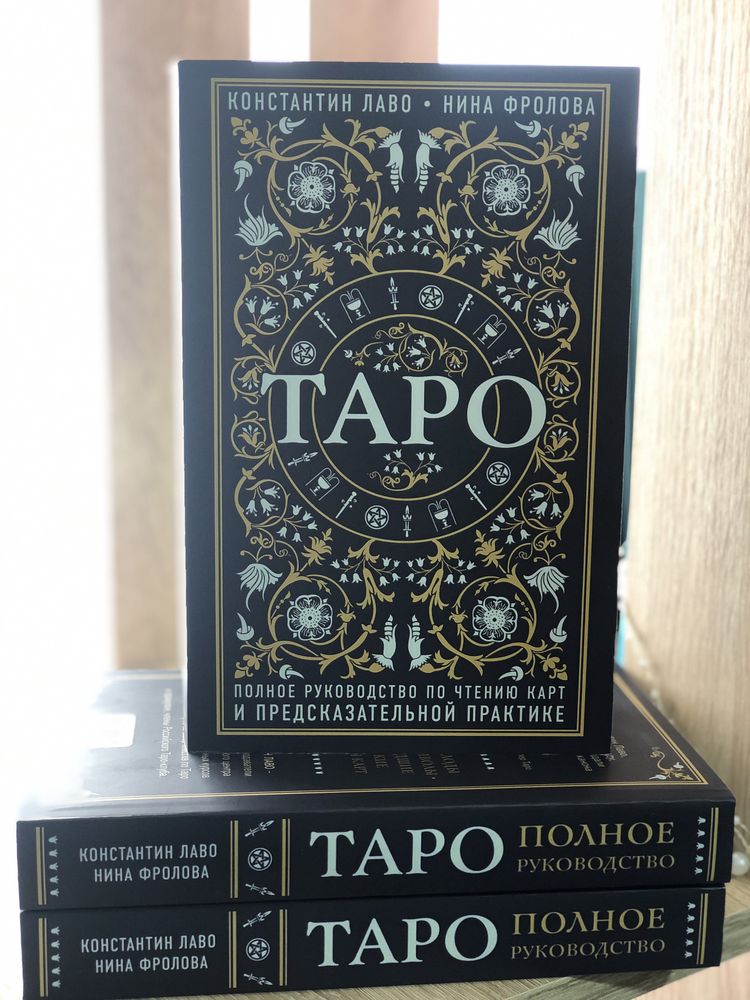 КОНСТАНТИН ЛАВО • НИНА ФРОЛОВА
ТАРО
ПОЛНОЕ РУКОВОДСТВО ПО ЧТЕНИЮ КАРТ
И ПРЕДСКАЗАТЕЛЬНОЙ ПРАКТИКЕ
КОНСТАНТИН ЛАВО
НИНА ФРОЛОВА
ТАРО
ПОЛНОЕ
РУКОВОДСТВО
КОНСТАНТИН ЛАВО
НИНА ФРОЛОВА
ТАРО
ПОЛНОЕ
РУКОВОДСТВО